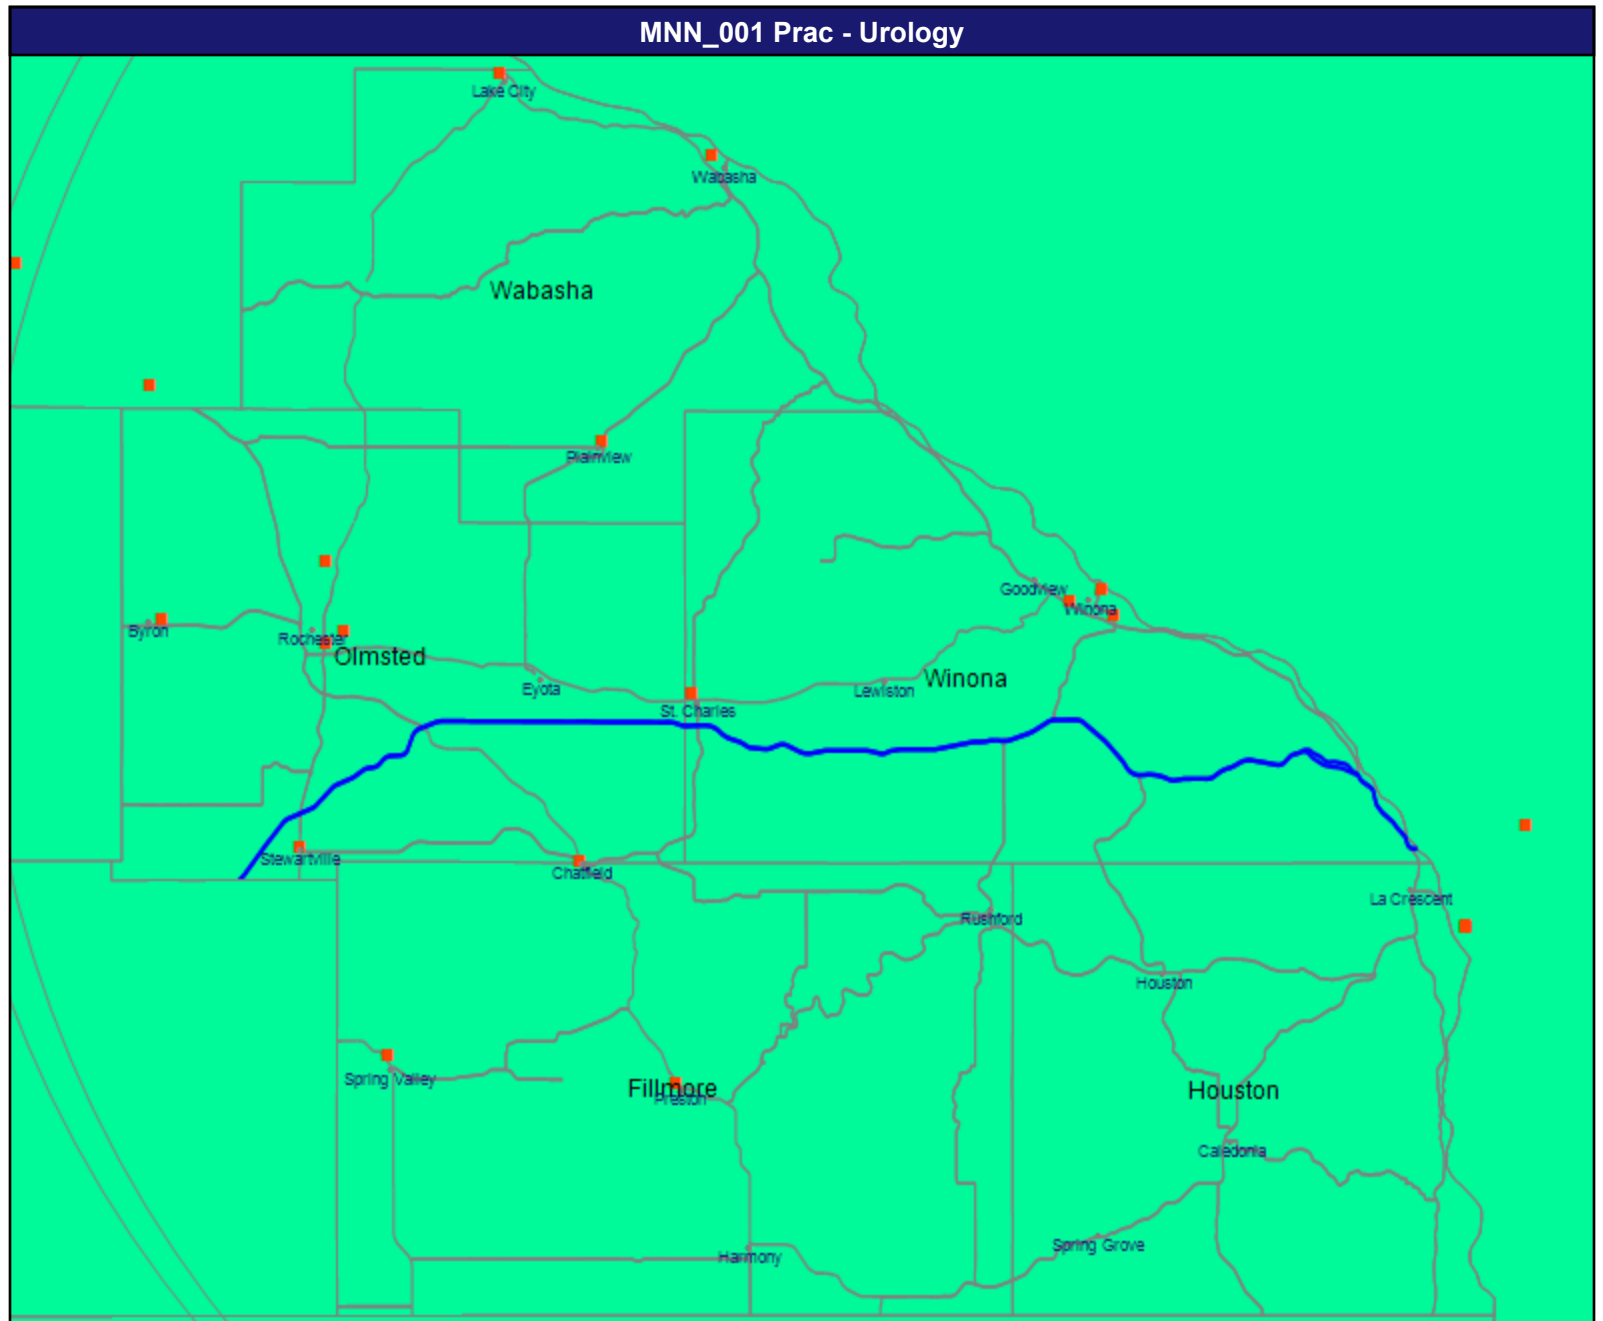 MNN_001 Prac - Urology
Lake City
Wabasha
Wabasha
Plainview
Goodview
Winona
Byron
Rochester
Olmsted
Eyota
Lewiston
Winona
St. Charles
Stewartville
Chatfield
La Crescent
Rushford
Houston
Spring Valley
Fillmore
Preston
Houston
Caledonia
Harmony
Spring Grove